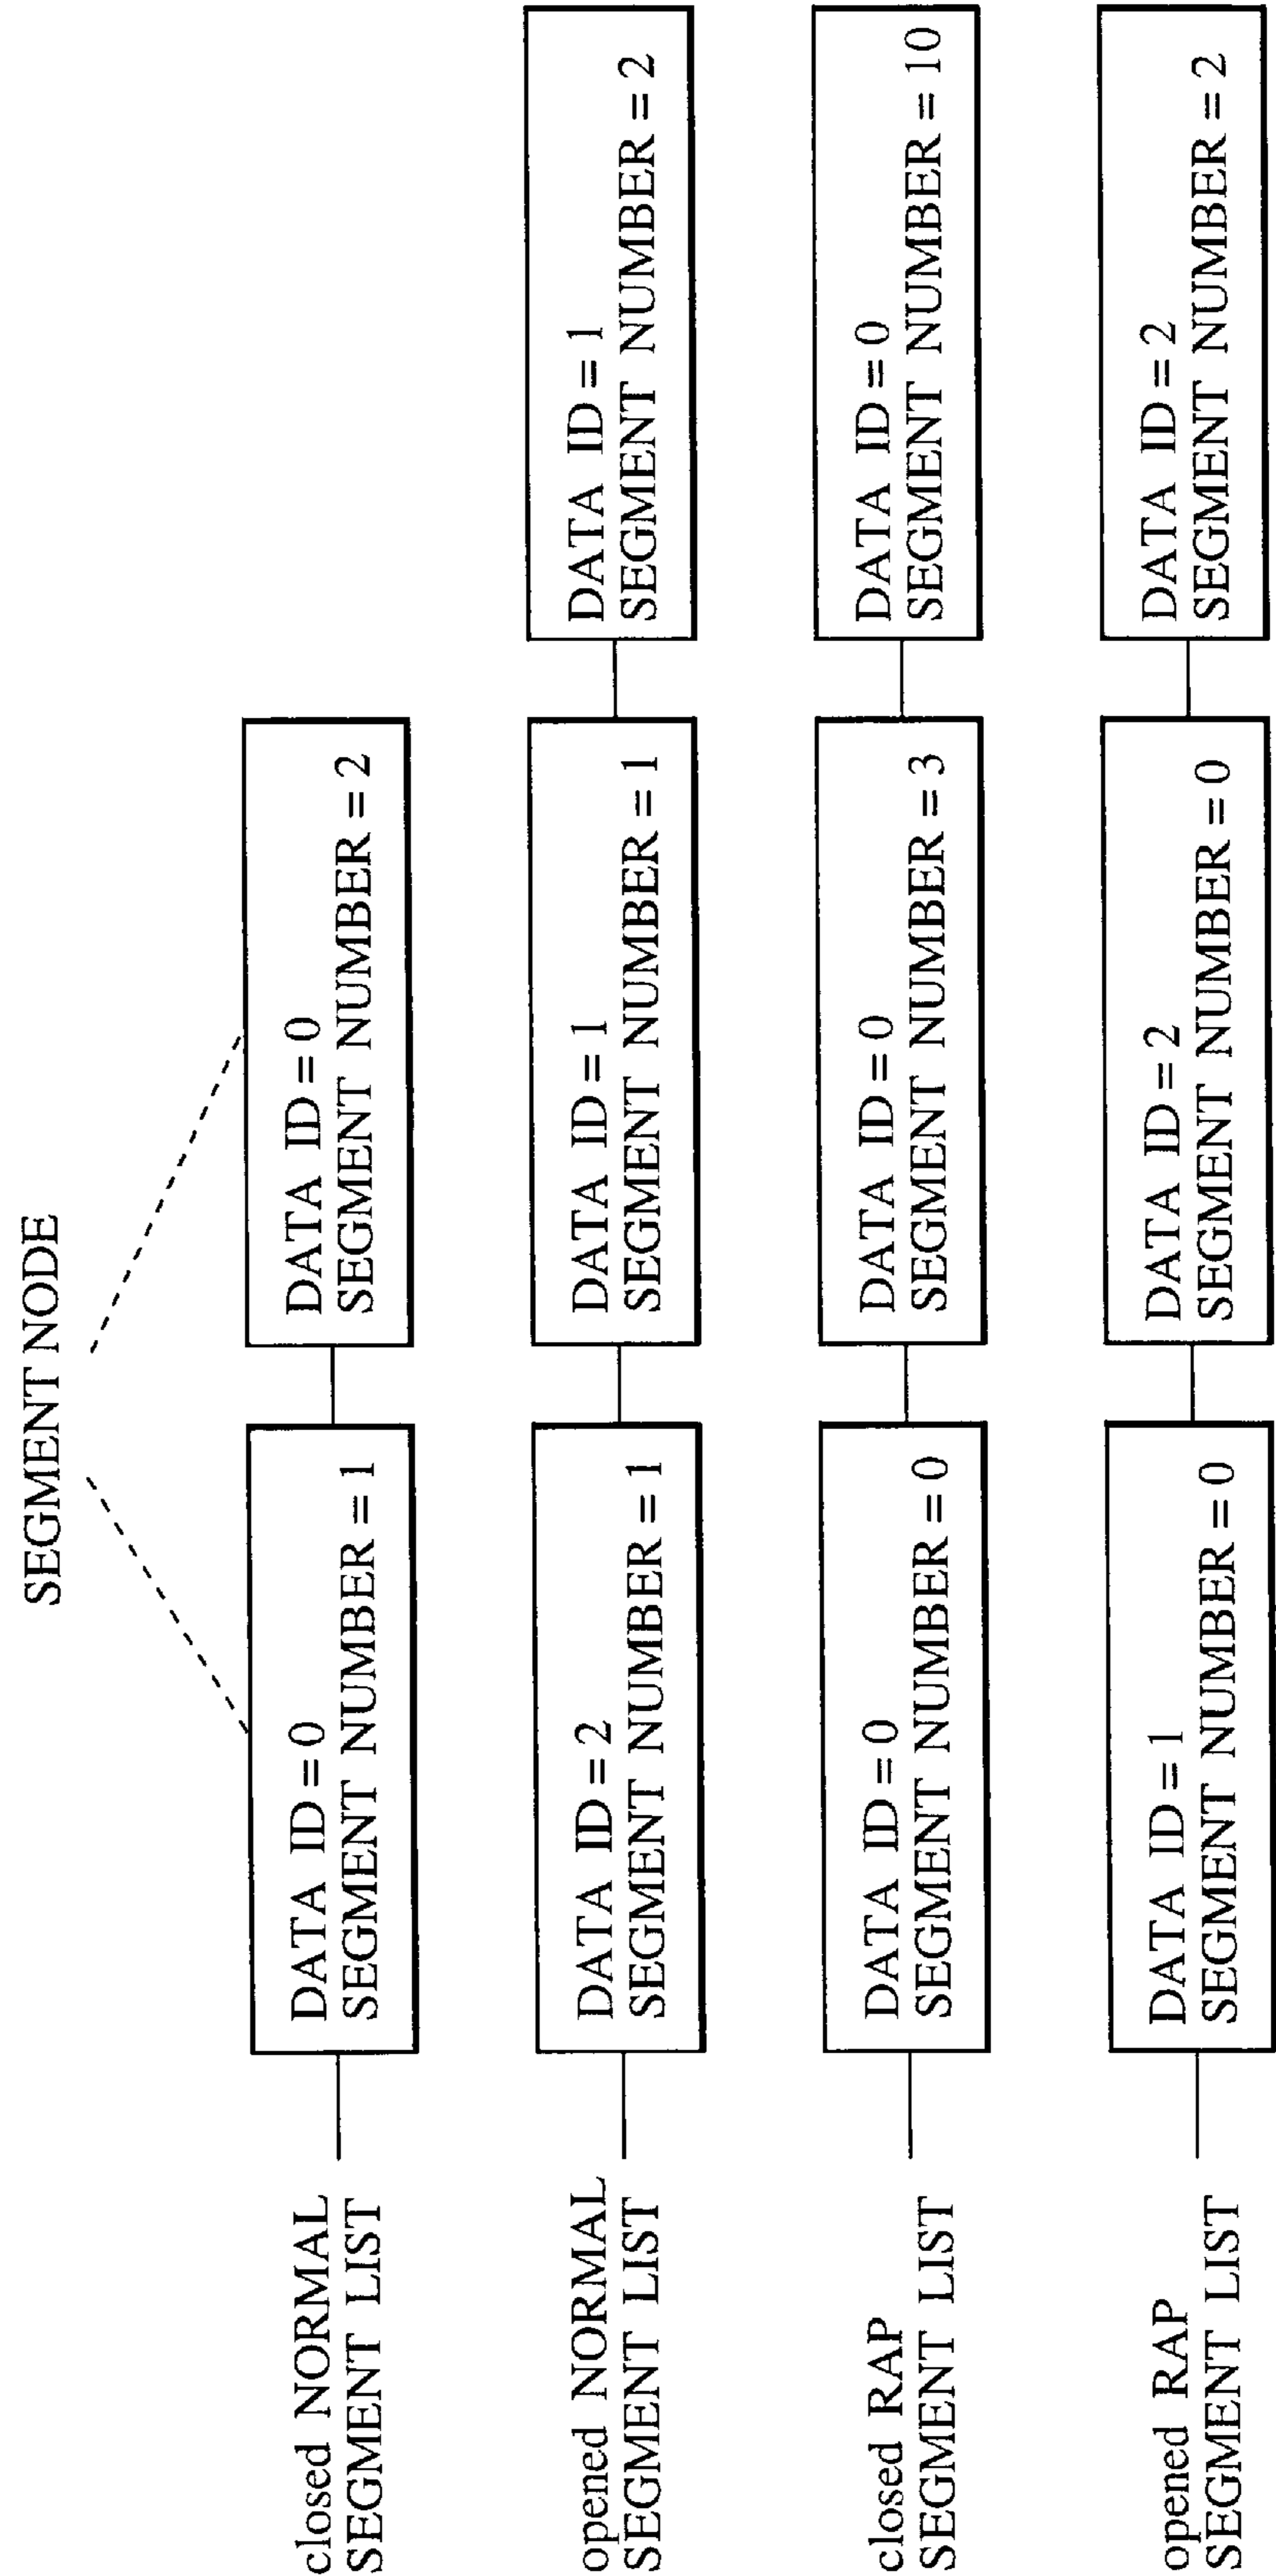 SEGMENT NODE
closed NORMAL
SEGMENT LIST
DATA ID = 0
SEGMENT NUMBER = 1
DATA ID = 0
SEGMENT NUMBER = 2
opened NORMAL
SEGMENT LIST
DATA ID = 2
SEGMENT NUMBER = 1
DATA ID = 1
SEGMENT NUMBER = 1
DATA ID = 1
SEGMENT NUMBER = 2
closed RAP
SEGMENT LIST
DATA ID = 0
SEGMENT NUMBER = 0
DATA ID = 0
SEGMENT NUMBER = 3
DATA ID = 0
SEGMENT NUMBER = 10
opened RAP
SEGMENT LIST
DATA ID = 1
SEGMENT NUMBER = 0
DATA ID = 2
SEGMENT NUMBER = 0
DATA ID = 2
SEGMENT NUMBER = 2